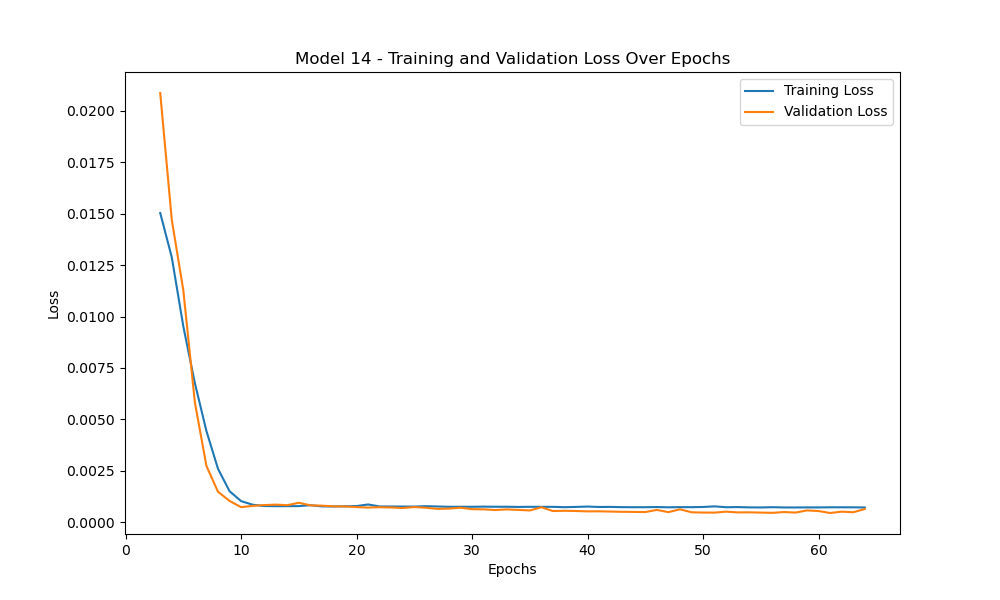 Model 14 - Training and Validation Loss Over Epochs
Training Loss
Validation Loss
0.0200
0.0175
0.0150
0.0125
0.0100
0.0075
0.0050
0.0025
0.0000
Loss
0 10 20 30 40 50 60
Epochs